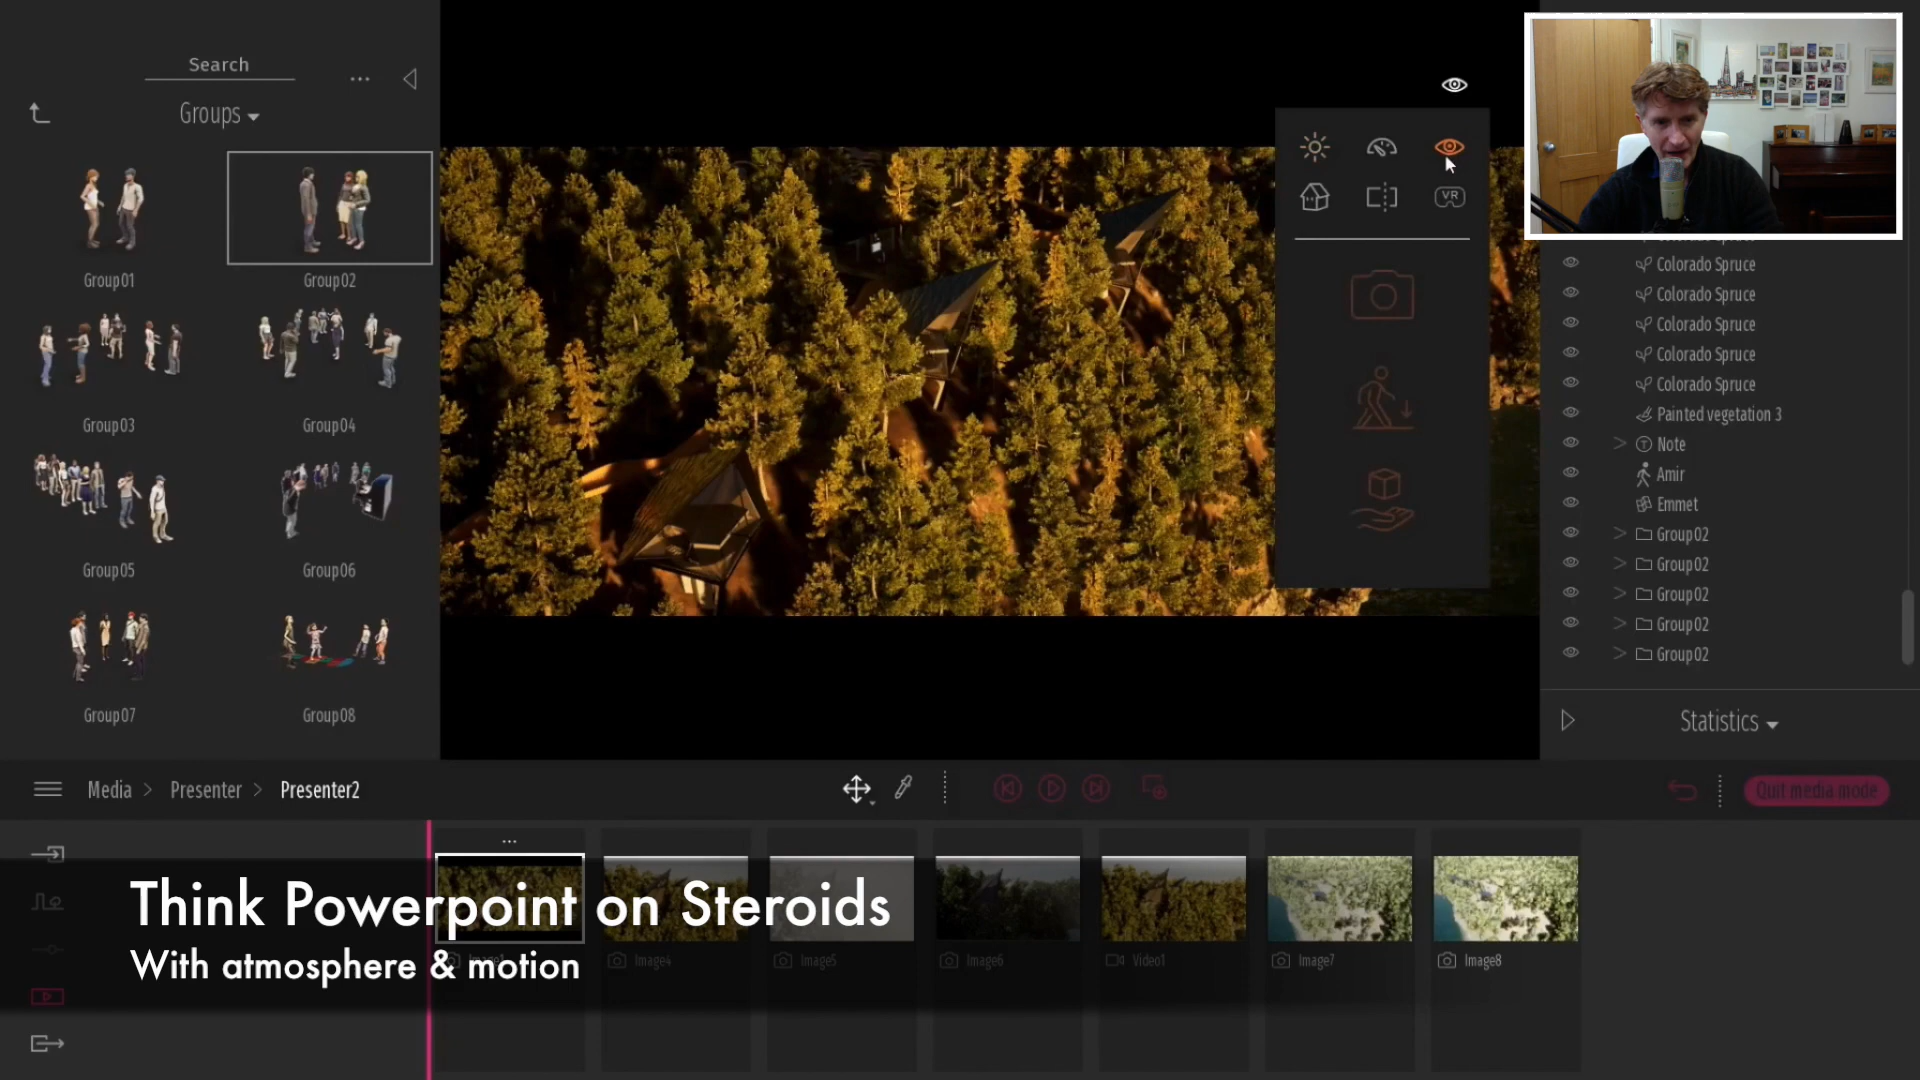 Search
Groups
Group01
Group02
Group03
Group04
Group05
Group06
Group07
Group08
VR
Colorado Spruce
Colorado Spruce
Colorado Spruce
Colorado Spruce
Colorado Spruce
Painted vegetation 3
Note
Amir
Emmet
Group02
Group02
Group02
Group02
Group02
Statistics
Media > Presenter > Presenter2
Quit media mode
Think Powerpoint on Steroids
With atmosphere & motion
Image4
Image5
Image6
Video1
Image7
Image8